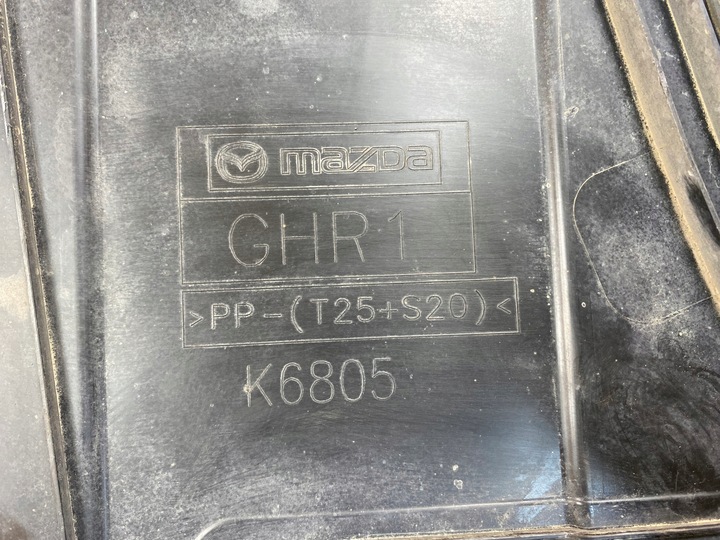 mazda
GHR1
>PP-(T25+S20)<
K6805